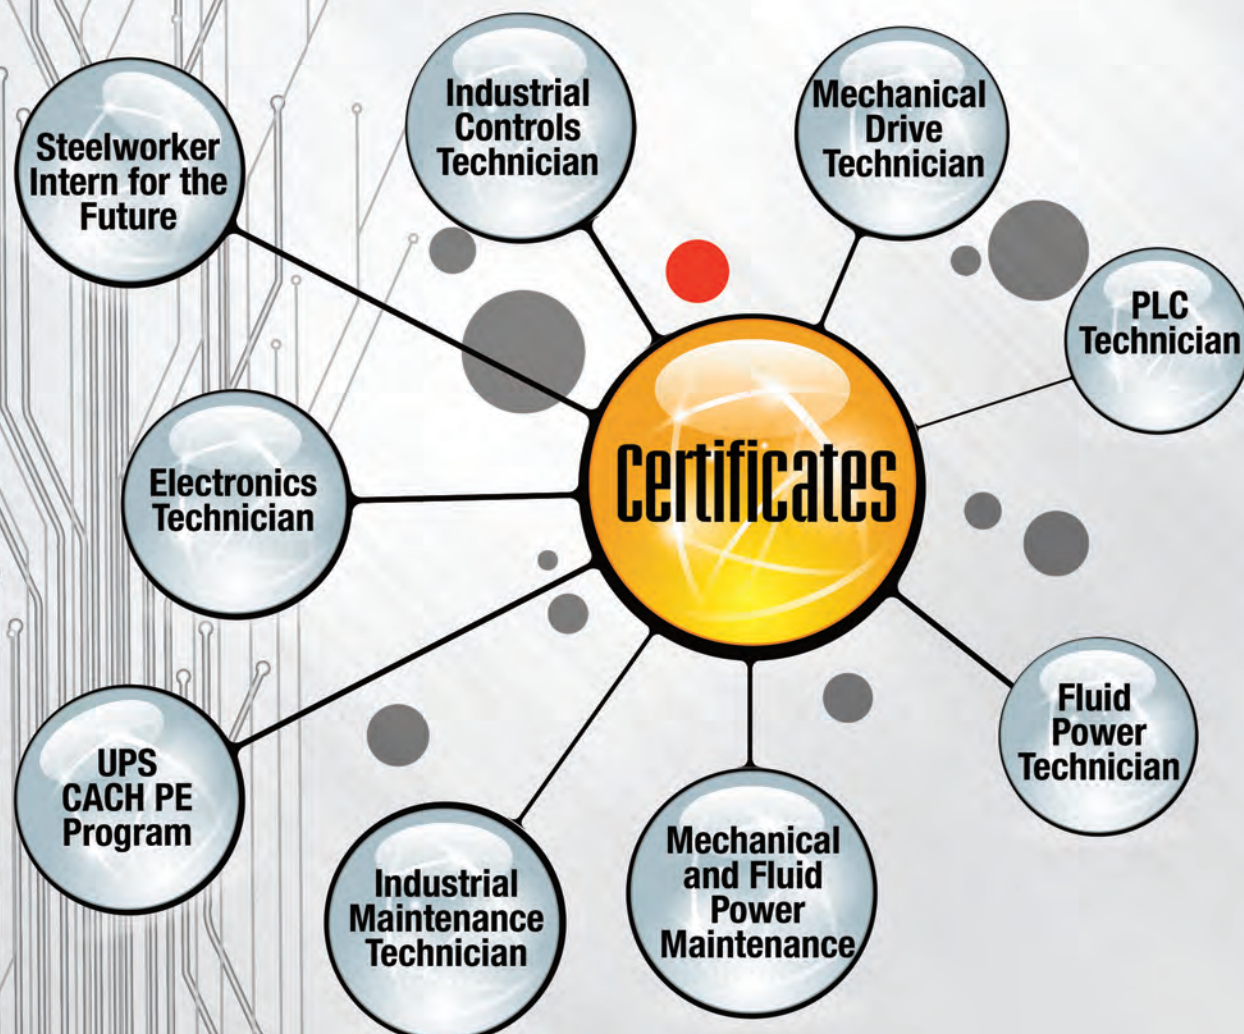 Steelworker
Intern for the
Future
Industrial
Controls
Technician
Mechanical
Drive
Technician
PLC
Technician
Certificates
Electronics
Technician
Fluid
Power
Technician
UPS
CACH PE
Program
Industrial
Maintenance
Technician
Mechanical
and Fluid
Power
Maintenance